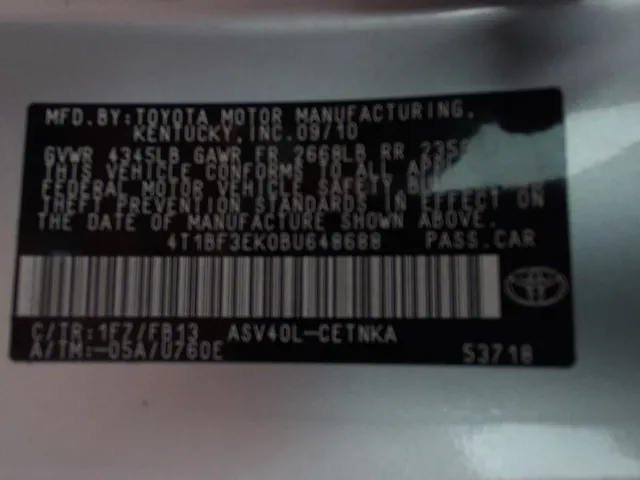 MFD. BY: TOYOTA MOTOR MANUFACTURING,
KENTUCKY, INC. 09/10
GVWR 4345LB GAWR FR 2668LB RR
THIS VEHICLE CONFORMS TO ALL
FEDERAL MOTOR VEHICLE SAFETY,
THEFT PREVENTION STANDARDS IN EFFECT ON
THE DATE OF MANUFACTURE SHOWN ABOVE.
4T1BF3EK0BU648688 PASS.CAR
C/TR:1F7/FB13 ASV40L-CETNKA
A/TM:-05A/U760E 53718